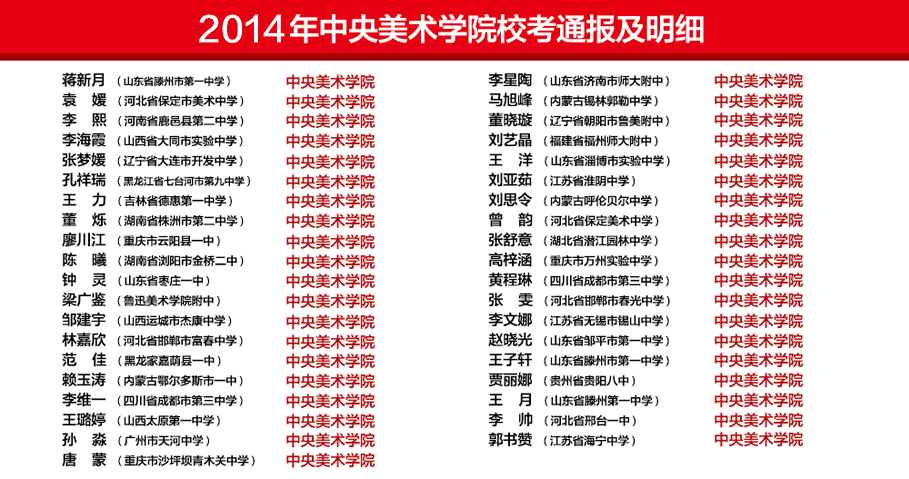 2014年中央美术学院校考通报及明细
蒋新月 （山东省滕州市第一中学） 中央美术学院
袁 媛 （河北省保定市美术中学） 中央美术学院
李 熙 （河南省鹿邑县第二中学） 中央美术学院
李海霞 （山西省大同市实验中学） 中央美术学院
张梦媛 （辽宁省大连市开发中学） 中央美术学院
孔祥瑞 （黑龙江省七台河市第九中学） 中央美术学院
王 力 （吉林省德惠第一中学） 中央美术学院
董 烁 （湖南省株洲市第二中学） 中央美术学院
廖川江 （重庆市云阳县一中） 中央美术学院
陈 曦 （湖南省浏阳市金桥二中） 中央美术学院
钟 灵 （山东省枣庄一中） 中央美术学院
梁广鉴 （鲁迅美术学院附中） 中央美术学院
邹建宇 （山西运城市杰康中学） 中央美术学院
林嘉欣 （河北省邯郸市富春中学） 中央美术学院
范 佳 （黑龙家嘉荫县一中） 中央美术学院
赖玉涛 （内蒙古鄂尔多斯市一中） 中央美术学院
李维一 （四川省成都市第三中学） 中央美术学院
王璐婷 （山西太原第一中学） 中央美术学院
孙 淼 （广州市天河中学） 中央美术学院
唐 蒙 （重庆市沙坪坝青木关中学） 中央美术学院
李星陶 （山东省济南市师大附中） 中央美术学院
马旭峰 （内蒙古锡林郭勒中学） 中央美术学院
董晓璇 （辽宁省朝阳市鲁美附中） 中央美术学院
刘艺晶 （福建省福州师大附中） 中央美术学院
王 洋 （山东省淄博市实验中学） 中央美术学院
刘亚茹 （江苏省淮阴中学） 中央美术学院
刘思令 （内蒙古呼伦贝尔中学） 中央美术学院
曾 韵 （河北省保定美术中学） 中央美术学院
张舒意 （湖北省潜江园林中学） 中央美术学院
高梓涵 （重庆市万州实验中学） 中央美术学院
黄程琳 （四川省成都市第三中学） 中央美术学院
张 雯 （河北省邯郸市春光中学） 中央美术学院
李文娜 （江苏省无锡市锡山中学） 中央美术学院
赵晓光 （山东省邹平市第一中学） 中央美术学院
王子轩 （山东省滕州市第一中学） 中央美术学院
贾丽娜 （贵州省贵阳八中） 中央美术学院
王 月 （山东省滕州第一中学） 中央美术学院
李 帅 （河北省邢台一中） 中央美术学院
郭书赞 （江苏省海宁中学） 中央美术学院